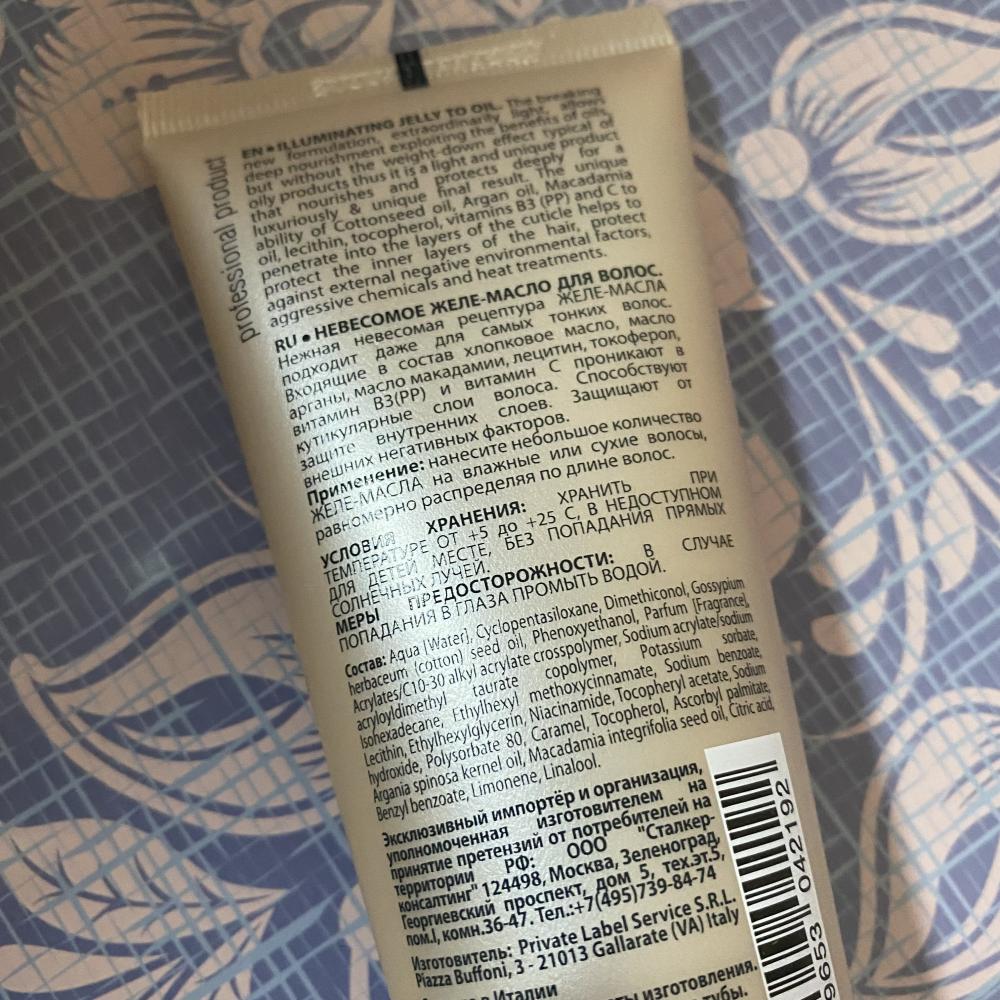 professional product
EN • ILLUMINATING JELLY TO OIL. The breaking
new formulation, extraordinarily light, allows
deep nourishment exploiting the benefits of oils,
but without the weight-down effect typical of
oily products thus it is a light and unique product
that nourishes and protects deeply for a
luxuriously & unique final result. The unique
ability of Cottonseed oil, Argan oil, Macadamia
oil, lecithin, tocopherol, vitamins B3 (PP) and C to
penetrate into the layers of the cuticle helps to
protect the inner layers of the hair, protect
against external negative environmental factors,
aggressive chemicals and heat treatments.
RU • НЕВЕСОМОЕ ЖЕЛЕ-МАСЛО ДЛЯ ВОЛОС.
Нежная невесомая рецептура ЖЕЛЕ-МАСЛА
подходит даже для самых тонких волос.
Входящие в состав хлопковое масло, масло
арганы, масло макадамии, лецитин, токоферол,
витамин B3(PP) и витамин C проникают в
кутикулярные слои волоса. Способствуют
защите внутренних слоев. Защищают от
внешних негативных факторов.
Применение: нанесите небольшое количество
ЖЕЛЕ-МАСЛА на влажные или сухие волосы,
равномерно распределяя по длине волос.
УСЛОВИЯ ХРАНЕНИЯ: ХРАНИТЬ ПРИ
ТЕМПЕРАТУРЕ ОТ +5 до +25 С, В НЕДОСТУПНОМ
ДЛЯ ДЕТЕЙ МЕСТЕ, БЕЗ ПОПАДАНИЯ ПРЯМЫХ
СОЛНЕЧНЫХ ЛУЧЕЙ.
МЕРЫ ПРЕДОСТОРОЖНОСТИ: В СЛУЧАЕ
ПОПАДАНИЯ В ГЛАЗА ПРОМЫТЬ ВОДОЙ.
Состав: Aqua [Water], Cyclopentasiloxane, Dimethiconol, Gossypium
herbaceum (cotton) seed oil, Phenoxyethanol, Parfum [Fragrance],
Acrylates/C10-30 alkyl acrylate crosspolymer, Sodium acrylate/sodium
acryloyldimethyl taurate copolymer, Potassium sorbate,
Isohexadecane, Ethylhexyl methoxycinnamate, Sodium benzoate,
Lecithin, Ethylhexylglycerin, Niacinamide, Tocopheryl acetate, Sodium
hydroxide, Polysorbate 80, Caramel, Tocopherol, Ascorbyl palmitate,
Argania spinosa kernel oil, Macadamia integrifolia seed oil, Citric acid,
Benzyl benzoate, Limonene, Linalool.
Эксклюзивный импортёр и организация,
уполномоченная изготовителем на
принятие претензий от потребителей на
территории РФ: ООО "Сталкер-
консалтинг" 124498, Москва, Зеленоград,
Георгиевский проспект, дом 5, тех.эт.5,
пом.I, комн.36-47. Тел.:+7(495)739-84-74
Изготовитель: Private Label Service S.R.L.
Piazza Buffoni, 3 - 21013 Gallarate (VA) Italy
в Италии
изготовления.
тубы.
9653 042192